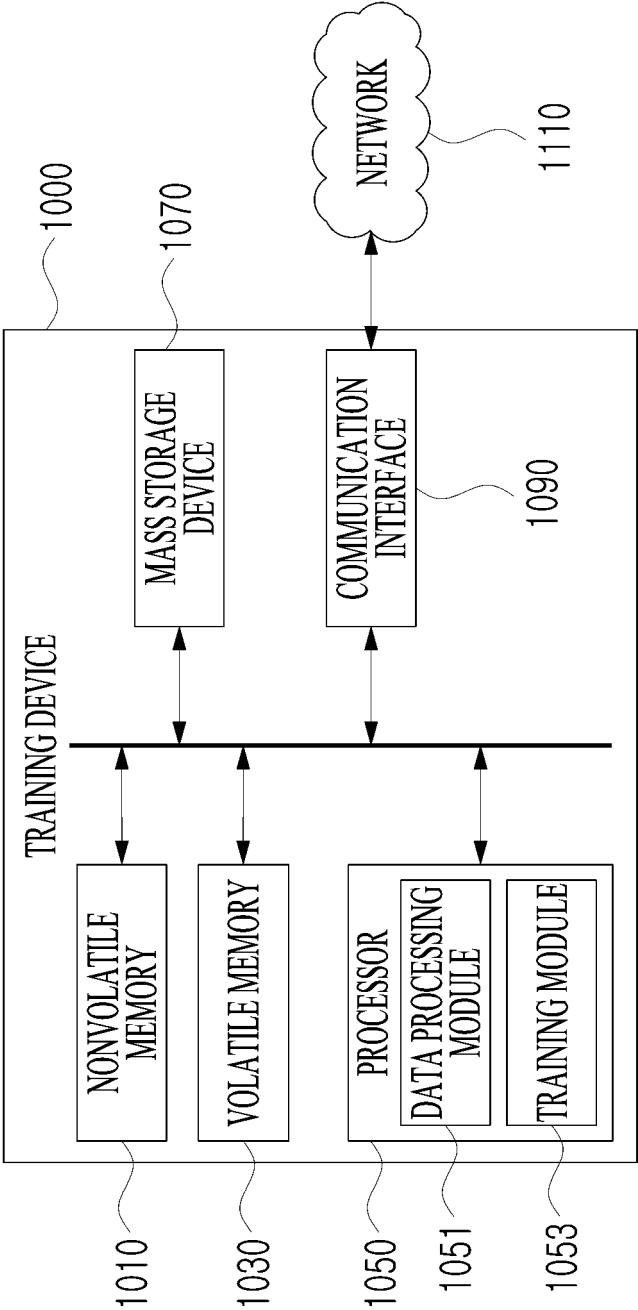 1000
TRAINING DEVICE
1010
NONVOLATILE
MEMORY
1030
VOLATILE MEMORY
1050
PROCESSOR
1051
DATA PROCESSING
MODULE
1053
TRAINING MODULE
1070
MASS STORAGE
DEVICE
COMMUNICATION
INTERFACE
1090
NETWORK
1110